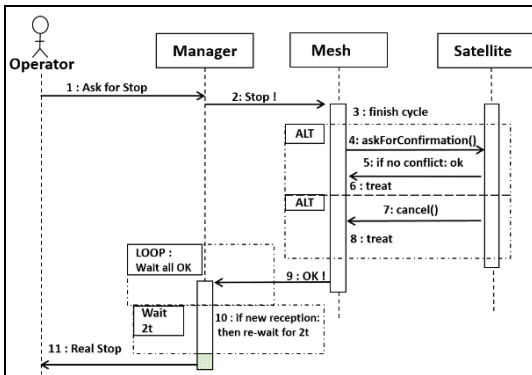 Operator
Manager
Mesh
Satellite
1 : Ask for Stop
2: Stop !
3 : finish cycle
ALT
4: askForConfirmation()
5: if no conflict: ok
6 : treat
ALT
7: cancel()
8 : treat
LOOP :
Wait all OK
9 : OK !
Wait
2t
10 : if new reception:
then re-wait for 2t
11 : Real Stop